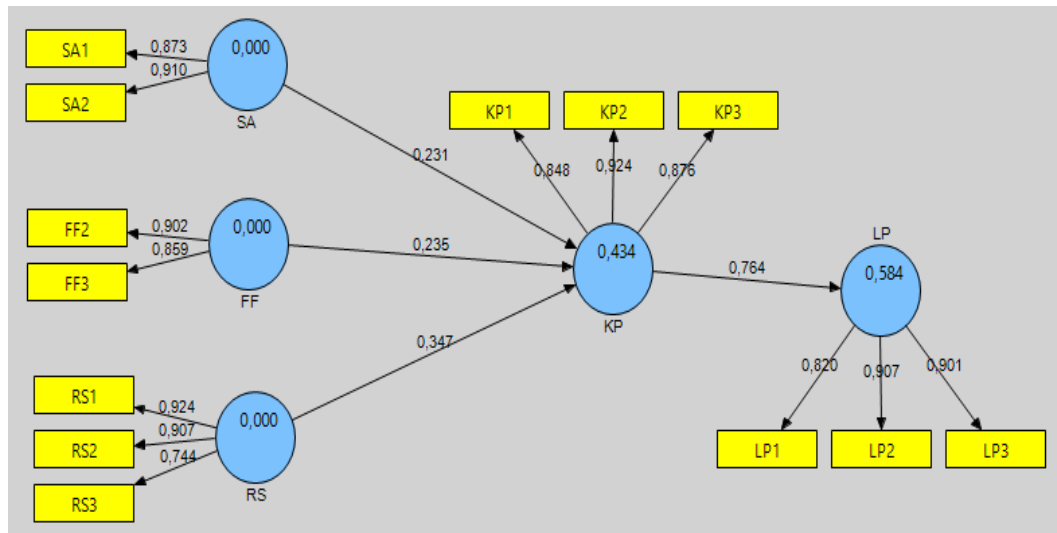 SA1
SA2
0,873
0,910
0,000
SA
0,231
FF2
FF3
0,902
0,859
0,000
FF
0,235
RS1
RS2
RS3
0,924
0,907
0,744
0,000
RS
0,347
KP1
KP2
KP3
0,848
0,924
0,876
0,434
KP
0,764
LP
0,584
0,820
0,907
0,901
LP1
LP2
LP3